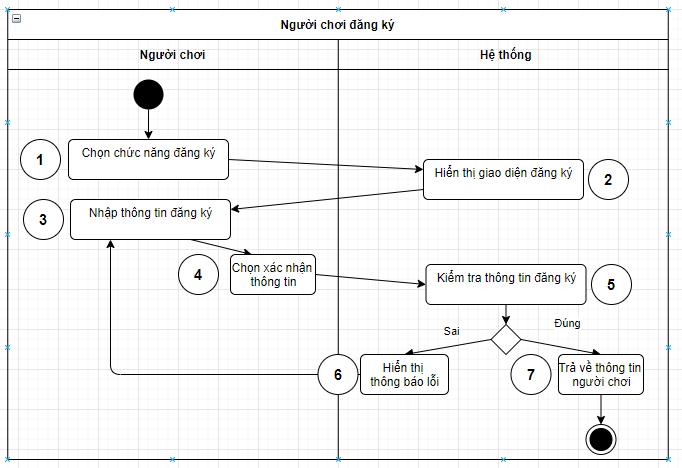 Người chơi đăng ký
Người chơi
Hệ thống
1
Chọn chức năng đăng ký
Hiển thị giao diện đăng ký
2
3
Nhập thông tin đăng ký
4
Chọn xác nhận
thông tin
Kiểm tra thông tin đăng ký
5
Sai
Đúng
6
Hiển thị
thông báo lỗi
7
Trả về thông tin
người chơi